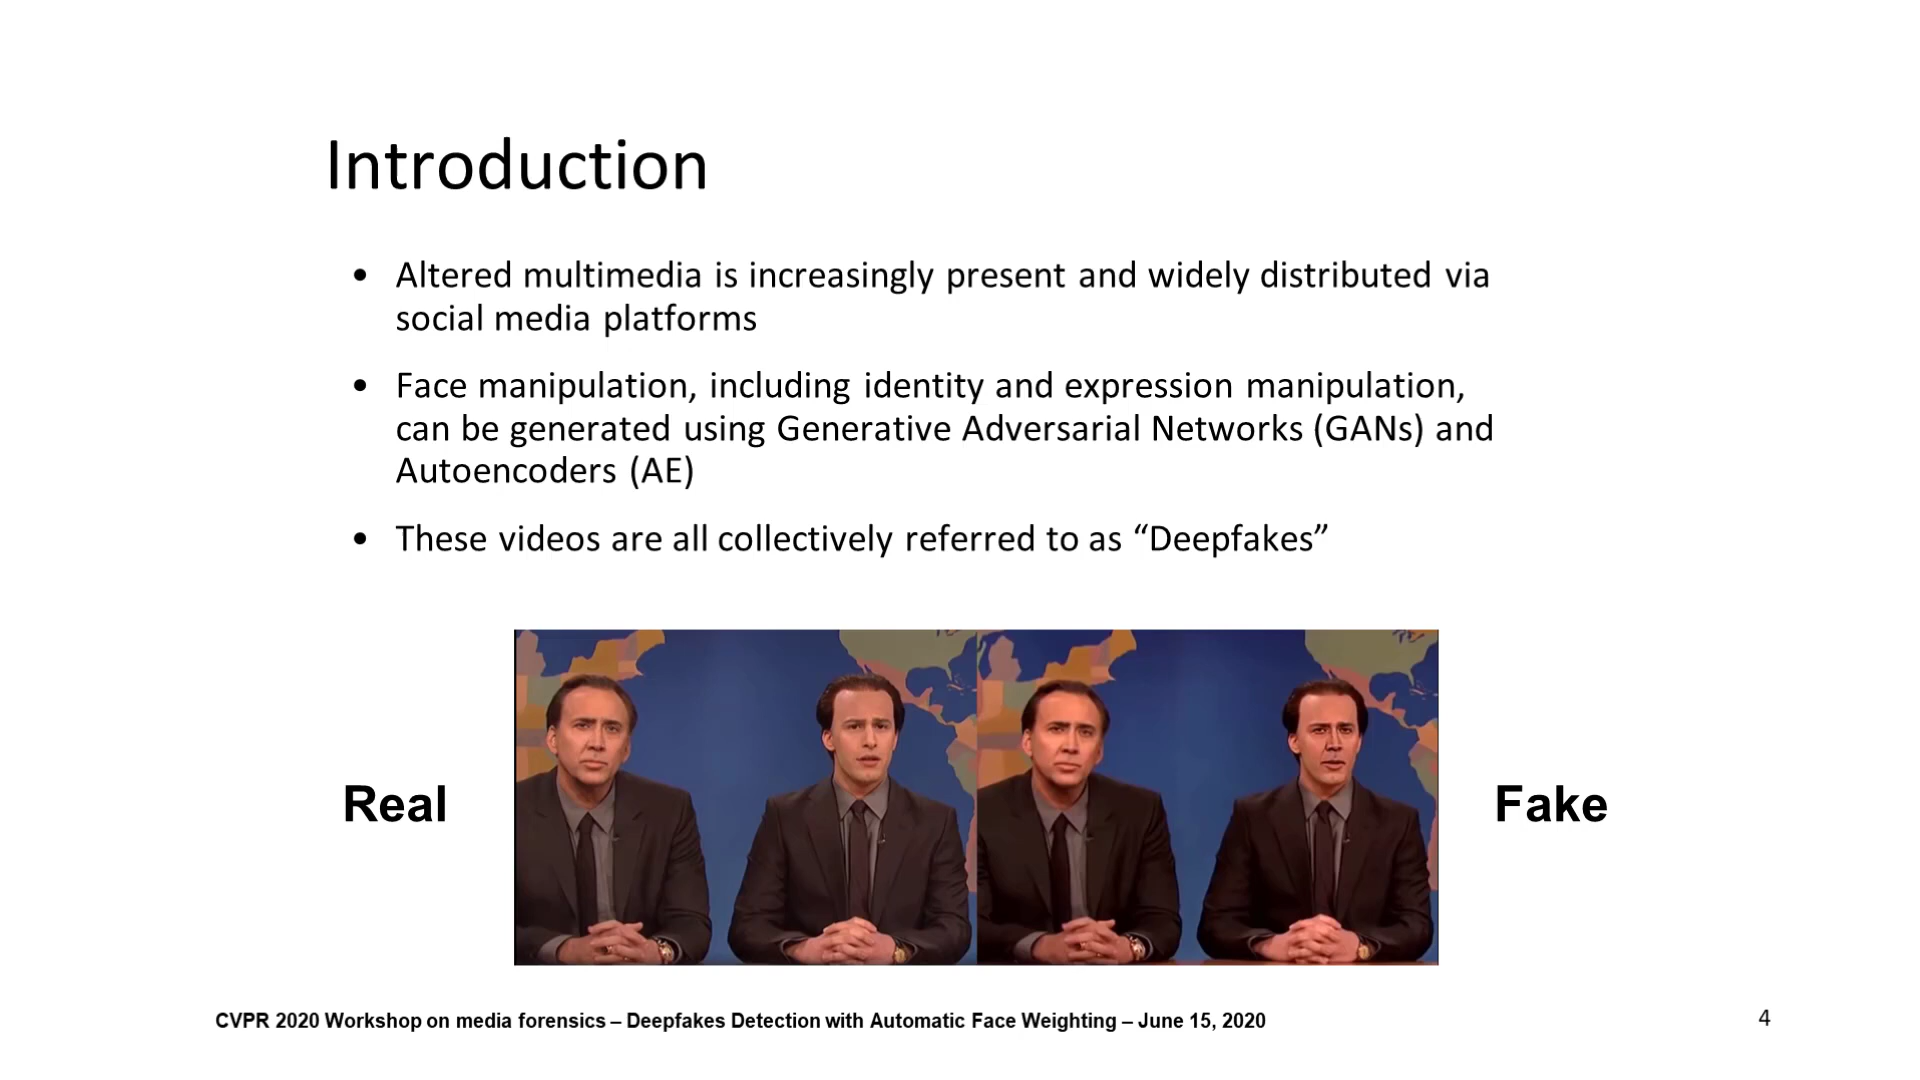 Introduction
• Altered multimedia is increasingly present and widely distributed via
social media platforms
• Face manipulation, including identity and expression manipulation,
can be generated using Generative Adversarial Networks (GANs) and
Autoencoders (AE)
• These videos are all collectively referred to as “Deepfakes”
Real
Fake
CVPR 2020 Workshop on media forensics – Deepfakes Detection with Automatic Face Weighting – June 15, 2020
4